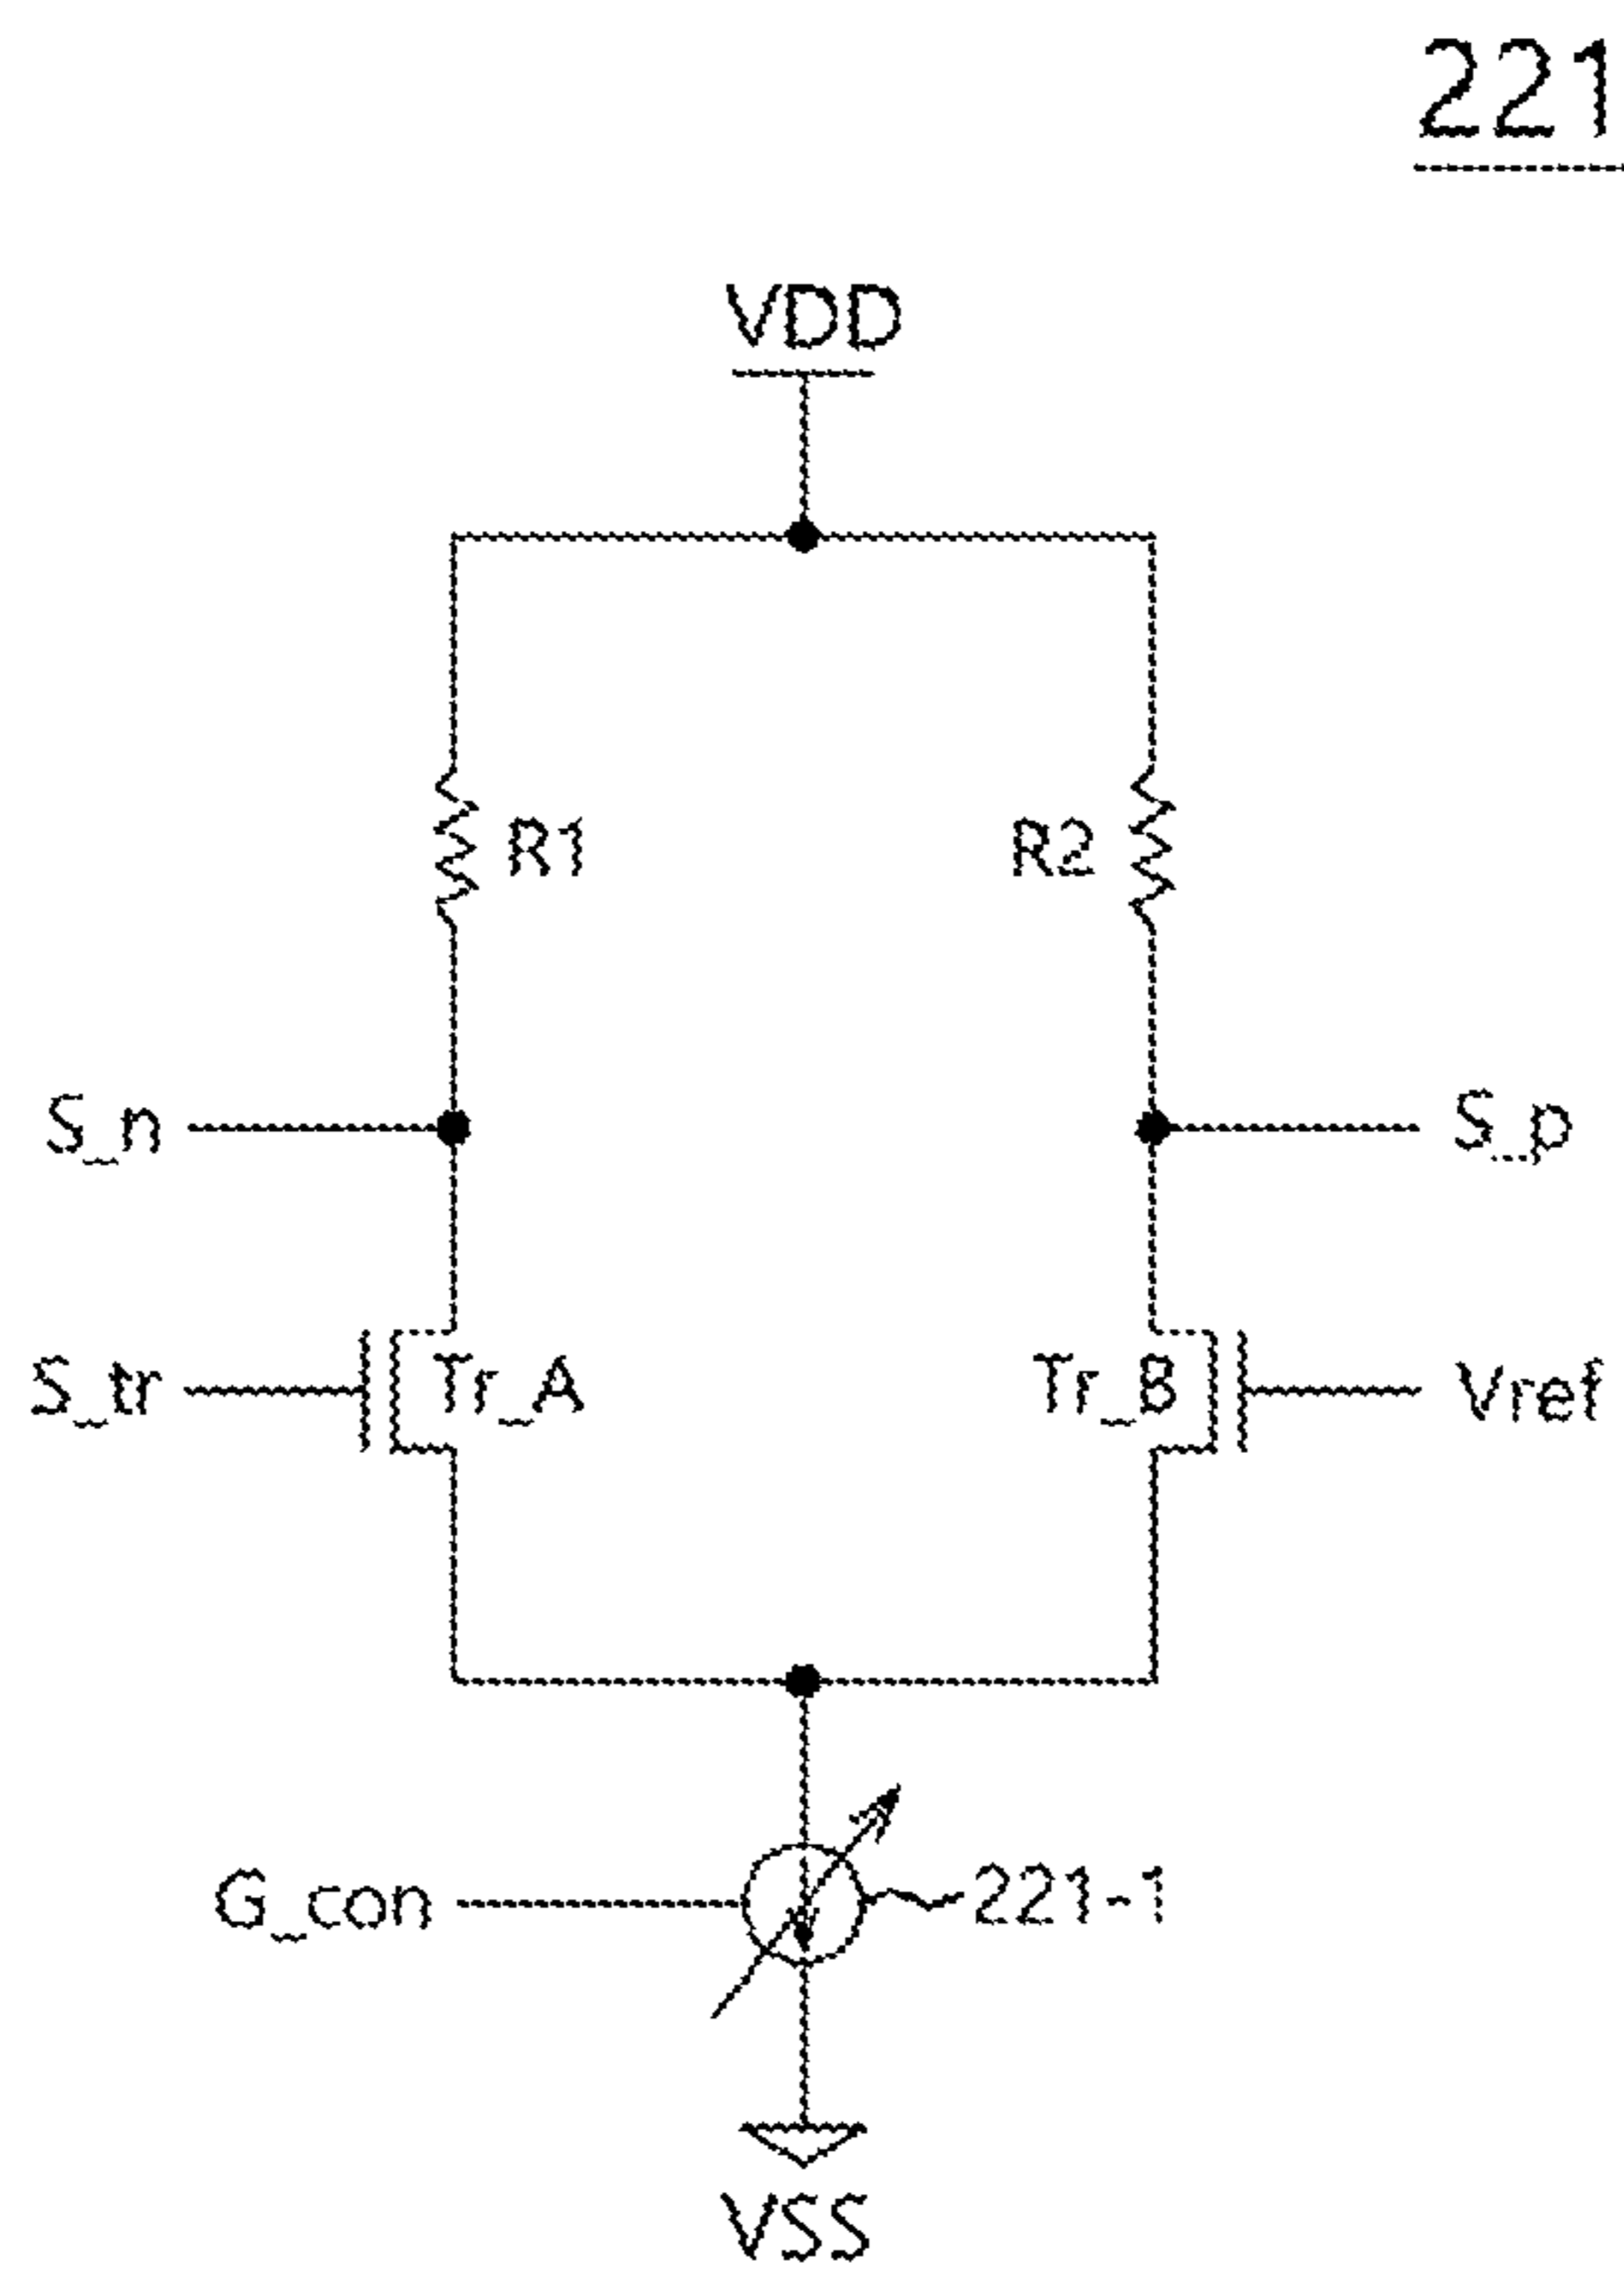 221
VDD
R1
R2
S_n
S_p
S_tr
Tr_A
Tr_B
Vref
G_con
221-1
VSS